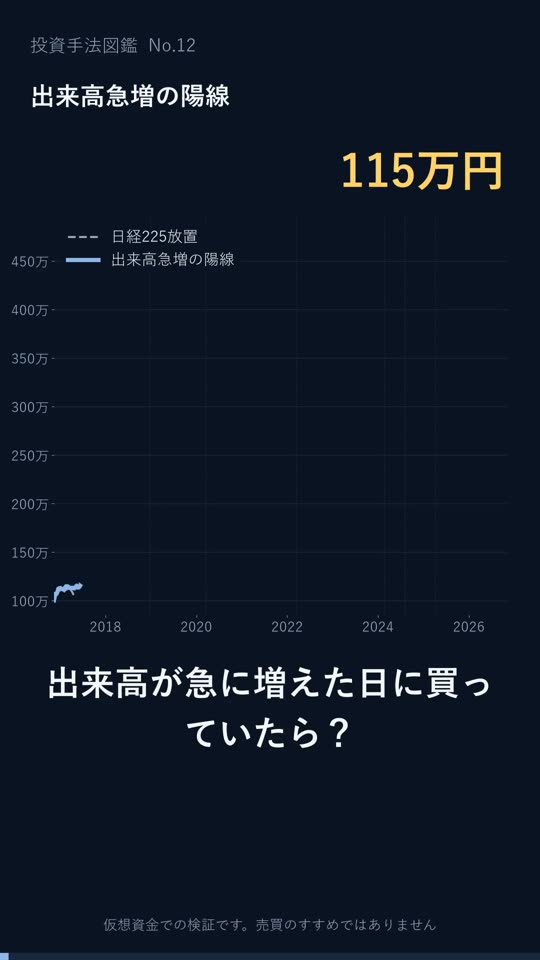 投資手法図鑑 No.12
出来高急増の陽線
115万円
日経225放置
出来高急増の陽線
450万
400万
350万
300万
250万
200万
150万
100万
2018 2020 2022 2024 2026
出来高が急に増えた日に買っ
ていたら？
仮想資金での検証です。売買のすすめではありません